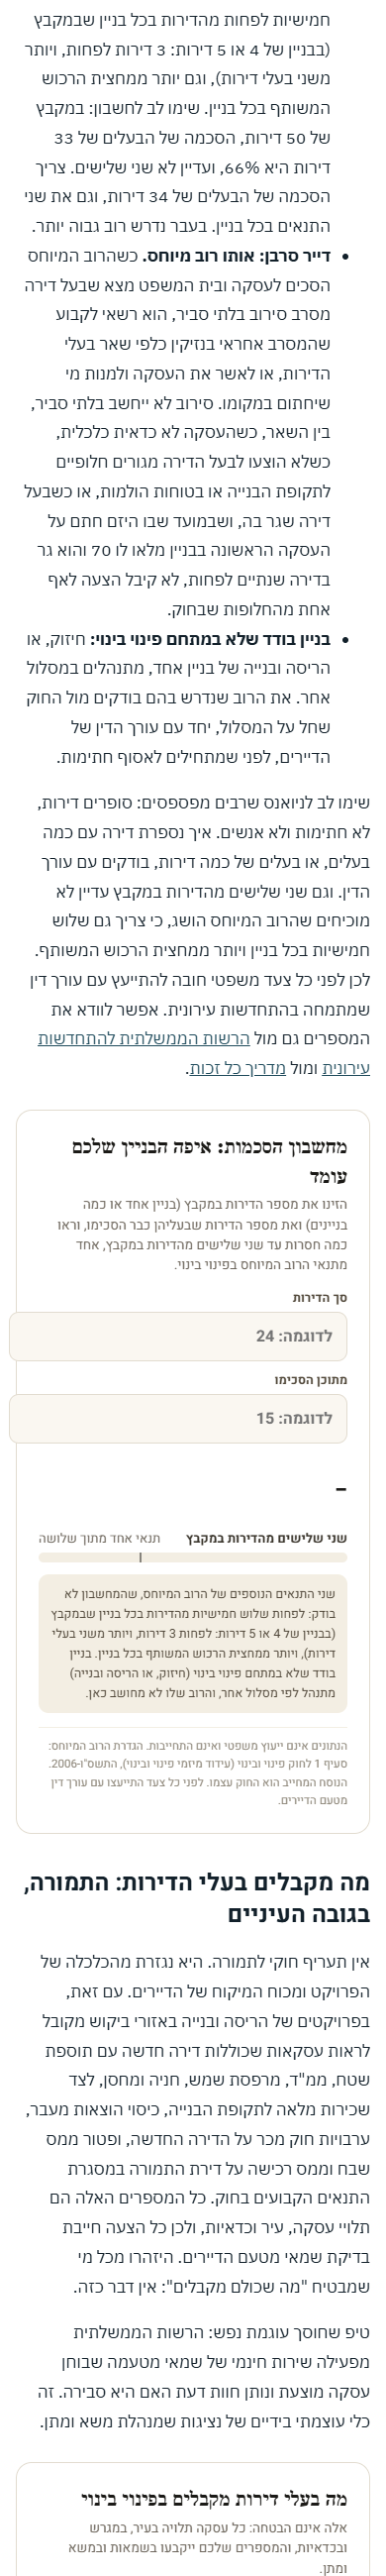 חמישיות לפחות מהדירות בכל בניין שבמקבץ
(בבניין של 4 או 5 דירות: 3 דירות לפחות, ויותר
משני בעלי דירות), וגם יותר ממחצית הרכוש
המשותף בכל בניין. שימו לב לחשבון: במקבץ
של 50 דירות, הסכמה של הבעלים של 33
דירות היא 66%, ועדיין לא שני שלישים. צריך
הסכמה של הבעלים של 34 דירות, וגם את שני
התנאים בכל בניין. בעבר נדרש רוב גבוה יותר.
• דייר סרבן: אותו רוב מיוחס. כשהרוב המיוחס
הסכים לעסקה ובית המשפט מצא שבעל דירה
מסרב סירוב בלתי סביר, הוא רשאי לקבוע
שהמסרב אחראי בנזיקין כלפי שאר בעלי
הדירות, או לאשר את העסקה ולמנות מי
שיחתום במקומו. סירוב לא ייחשב בלתי סביר,
בין השאר, כשהעסקה לא כדאית כלכלית,
כשלא הוצעו לבעל הדירה מגורים חלופיים
לתקופת הבנייה או בטוחות הולמות, או כשבעל
דירה שגר בה, ושבמועד שבו היזם חתם על
העסקה הראשונה בבניין מלאו לו 70 והוא גר
בדירה שנתיים לפחות, לא קיבל הצעה לאף
אחת מהחלופות שבחוק.
• בניין בודד שלא במתחם פינוי בינוי: חיזוק, או
הריסה ובנייה של בניין אחד, מתנהלים במסלול
אחר. את הרוב שנדרש בהם בודקים מול החוק
שחל על המסלול, יחד עם עורך הדין של
הדיירים, לפני שמתחילים לאסוף חתימות.
שימו לב לניואנס שרבים מפספסים: סופרים דירות,
לא חתימות ולא אנשים. איך נספרת דירה עם כמה
בעלים, או בעלים של כמה דירות, בודקים עם עורך
הדין. וגם שני שלישים מהדירות במקבץ עדיין לא
מוכיחים שהרוב המיוחס הושג, כי צריך גם שלוש
חמישיות בכל בניין ויותר ממחצית הרכוש המשותף.
לכן לפני כל צעד משפטי חובה להתייעץ עם עורך דין
שמתמחה בהתחדשות עירונית. אפשר לוודא את
המספרים גם מול הרשות הממשלתית להתחדשות
עירונית ומול מדריך כל זכות.
מחשבון הסכמות: איפה הבניין שלכם
עומד
הזינו את מספר הדירות במקבץ (בניין אחד או כמה
בניינים) ואת מספר הדירות שבעליהן כבר הסכימו, וראו
כמה חסרות עד שני שלישים מהדירות במקבץ, אחד
מתנאי הרוב המיוחס בפינוי בינוי.
סך הדירות
לדוגמה: 24
מתוכן הסכימו
לדוגמה: 15
–
שני שלישים מהדירות במקבץ תנאי אחד מתוך שלושה
שני התנאים הנוספים של הרוב המיוחס, שהמחשבון לא
בודק: לפחות שלוש חמישיות מהדירות בכל בניין שבמקבץ
(בבניין של 4 או 5 דירות: לפחות 3 דירות, ויותר משני בעלי
דירות), ויותר ממחצית הרכוש המשותף בכל בניין. בניין
בודד שלא במתחם פינוי בינוי (חיזוק, או הריסה ובנייה)
מתנהל לפי מסלול אחר, והרוב שלו לא מחושב כאן.
הנתונים אינם ייעוץ משפטי ואינם התחייבות. הגדרת הרוב המיוחס:
סעיף 1 לחוק פינוי ובינוי (עידוד מיזמי פינוי ובינוי), התשס"ו-2006.
הנוסח המחייב הוא החוק עצמו. לפני כל צעד התייעצו עם עורך דין
מטעם הדיירים.
מה מקבלים בעלי הדירות: התמורה,
בגובה העיניים
אין תעריף חוקי לתמורה. היא נגזרת מהכלכלה של
הפרויקט ומכוח המיקוח של הדיירים. עם זאת,
בפרויקטים של הריסה ובנייה באזורי ביקוש מקובל
לראות עסקאות שכוללות דירה חדשה עם תוספת
שטח, ממ"ד, מרפסת שמש, חניה ומחסן, לצד
שכירות מלאה לתקופת הבנייה, כיסוי הוצאות מעבר,
ערבויות חוק מכר על הדירה החדשה, ופטור ממס
שבח וממס רכישה על דירת התמורה במסגרת
התנאים הקבועים בחוק. כל המספרים האלה הם
תלויי עסקה, עיר וכדאיות, ולכן כל הצעה חייבת
בדיקת שמאי מטעם הדיירים. היזהרו מכל מי
שמבטיח "מה שכולם מקבלים": אין דבר כזה.
טיפ שחוסך עוגמת נפש: הרשות הממשלתית
מפעילה שירות חינמי של שמאי מטעמה שבוחן
עסקה מוצעת ונותן חוות דעת האם היא סבירה. זה
כלי עוצמתי בידיים של נציגות שמנהלת משא ומתן.
מה בעלי דירות מקבלים בפינוי בינוי
אלה אינם הבטחה: כל עסקה תלויה בעיר, במגרש
ובכדאיות, והמספרים שלכם ייקבעו בשמאות ובמשא
ומתן.